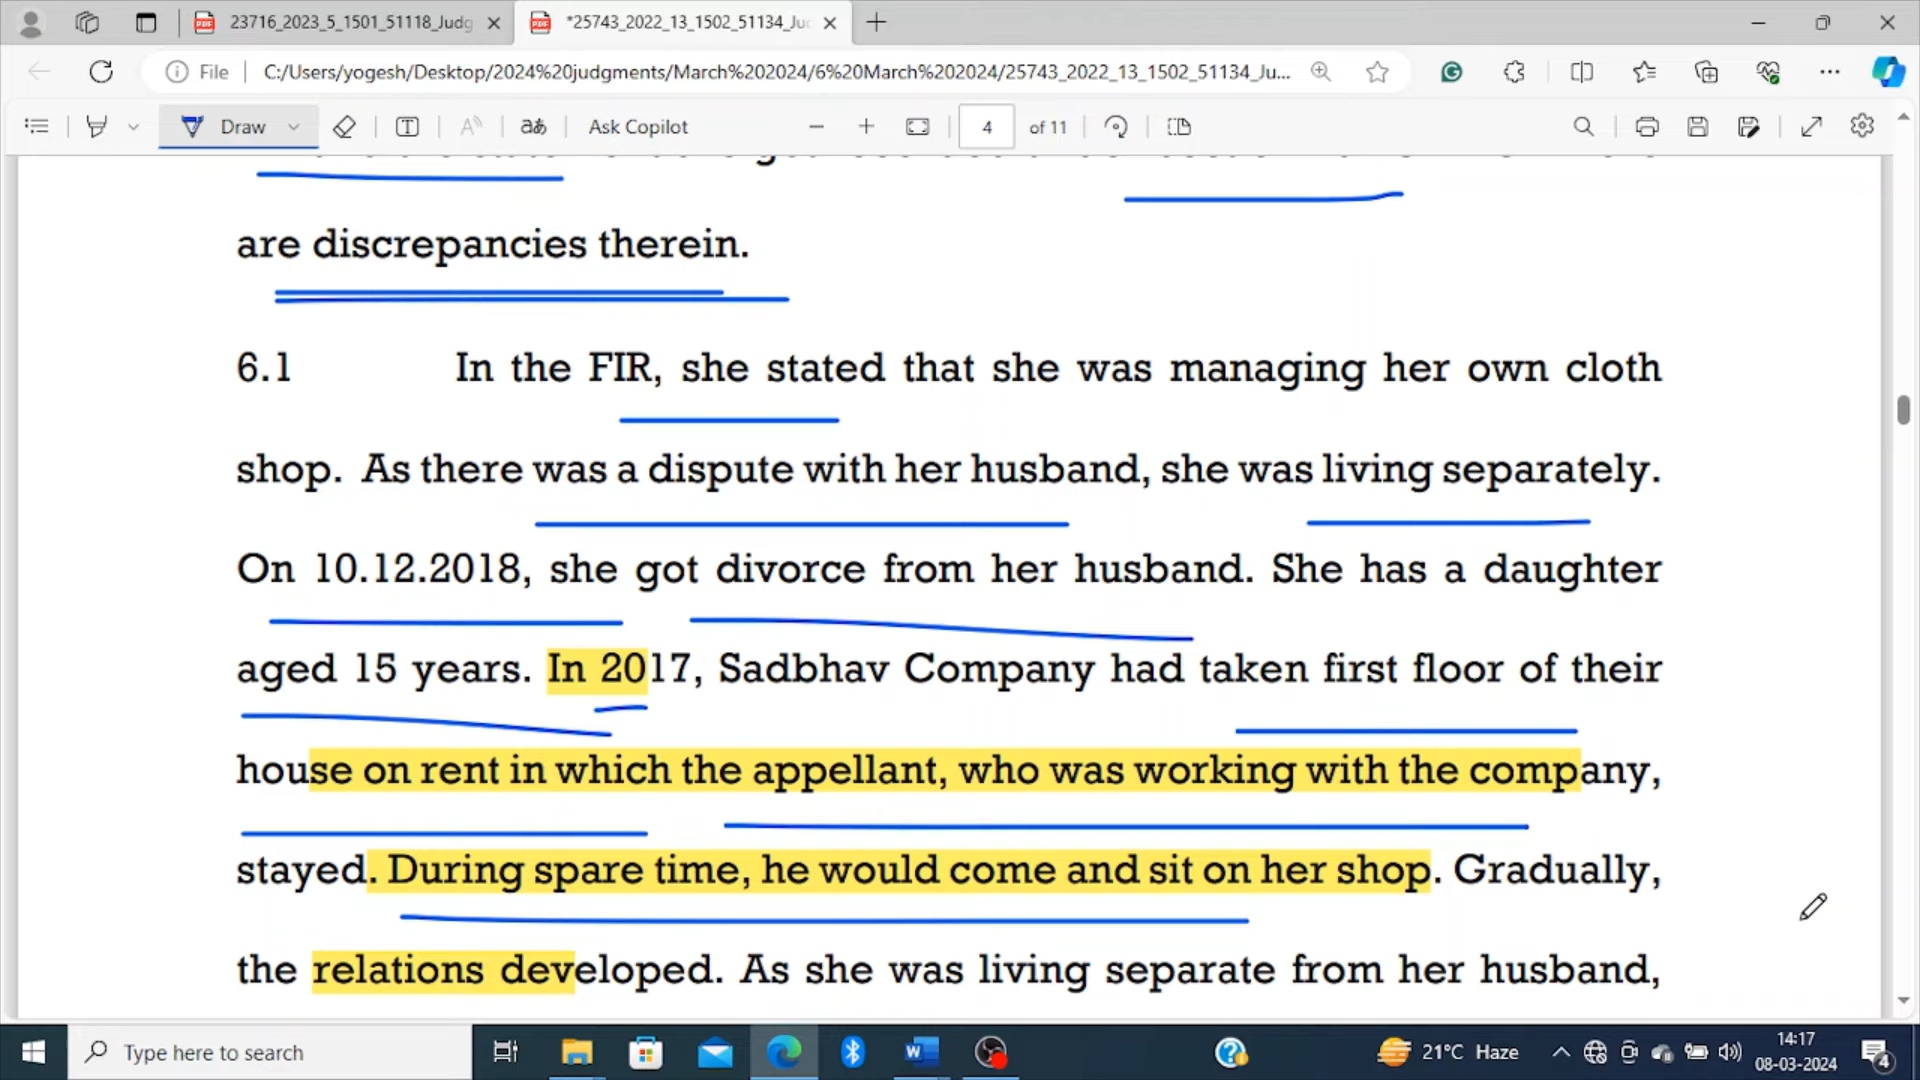 23716_2023_5_1501_51118_Judg
*25743_2022_13_1502_51134_Ju
File
C:/Users/yogesh/Desktop/2024%20judgments/March%202024/6%20March%202024/25743_2022_13_1502_51134_Ju...
Draw
Ask Copilot
4 of 11
are discrepancies therein.
6.1 In the FIR, she stated that she was managing her own cloth
shop. As there was a dispute with her husband, she was living separately.
On 10.12.2018, she got divorce from her husband. She has a daughter
aged 15 years. In 2017, Sadbhav Company had taken first floor of their
house on rent in which the appellant, who was working with the company,
stayed. During spare time, he would come and sit on her shop. Gradually,
the relations developed. As she was living separate from her husband,
Type here to search
21°C Haze
14:17
08-03-2024
4